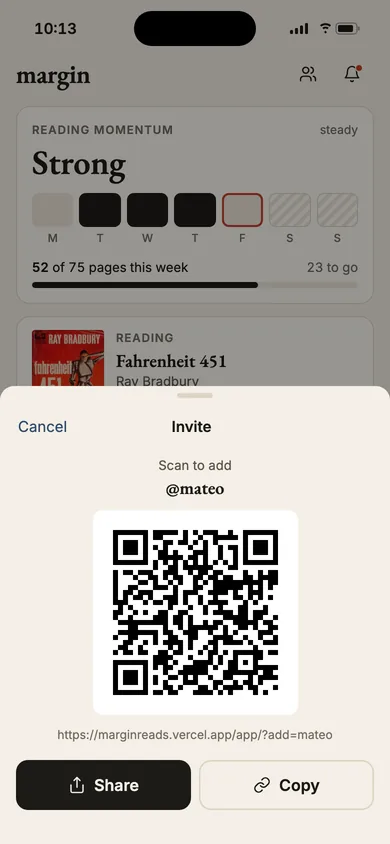 10:13
margin
READING MOMENTUM
steady
Strong
M T W T F S S
52 of 75 pages this week
23 to go
RAY BRADBURY
fahrenheit
451
READING
Fahrenheit 451
Ray Bradbury
Cancel
Invite
Scan to add
@mateo
https://marginreads.vercel.app/app/?add=mateo
Share
Copy